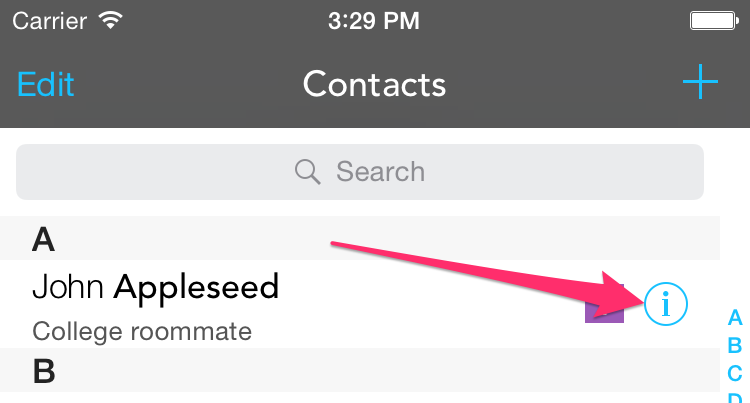 Carrier 3:29 PM
Edit Contacts +
Search
A
John Appleseed
i
College roommate
B
A
B
C
D